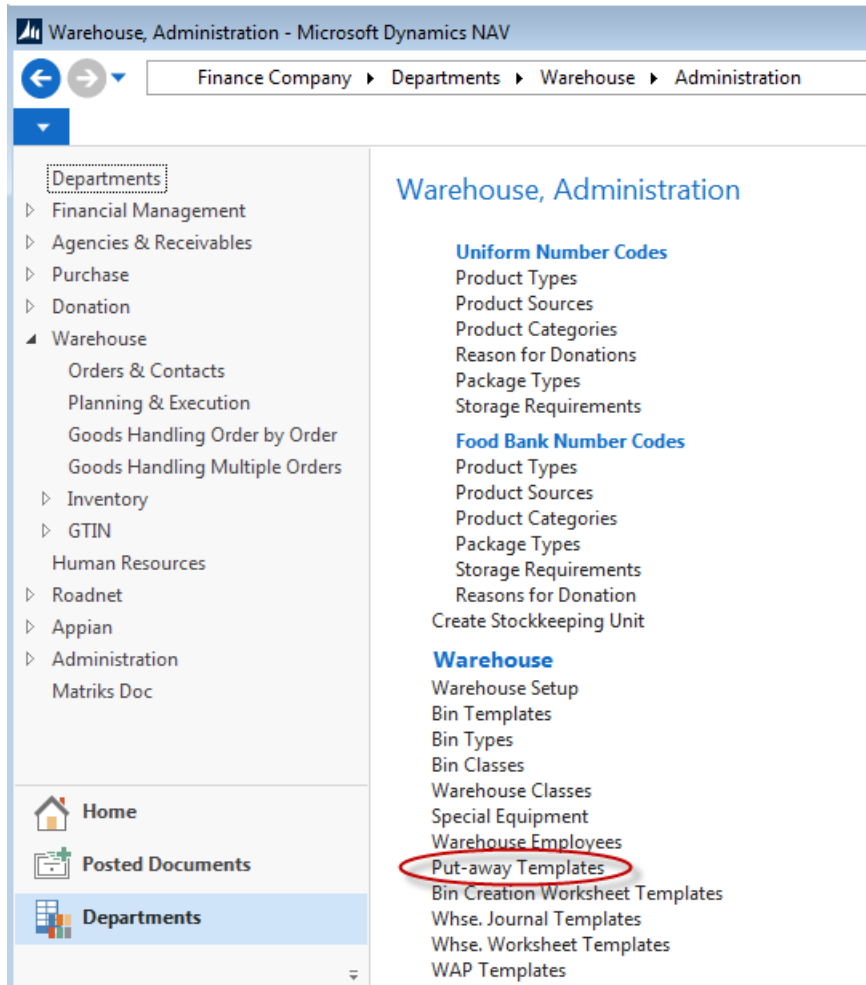 Warehouse, Administration - Microsoft Dynamics NAV
Finance Company ▸ Departments ▸ Warehouse ▸ Administration
Departments
Financial Management
Agencies & Receivables
Purchase
Donation
Warehouse
Orders & Contacts
Planning & Execution
Goods Handling Order by Order
Goods Handling Multiple Orders
Inventory
GTIN
Human Resources
Roadnet
Appian
Administration
Matriks Doc
Home
Posted Documents
Departments
Warehouse, Administration
Uniform Number Codes
Product Types
Product Sources
Product Categories
Reason for Donations
Package Types
Storage Requirements
Food Bank Number Codes
Product Types
Product Sources
Product Categories
Package Types
Storage Requirements
Reasons for Donation
Create Stockkeeping Unit
Warehouse
Warehouse Setup
Bin Templates
Bin Types
Bin Classes
Warehouse Classes
Special Equipment
Warehouse Employees
Put-away Templates
Bin Creation Worksheet Templates
Whse. Journal Templates
Whse. Worksheet Templates
WAP Templates